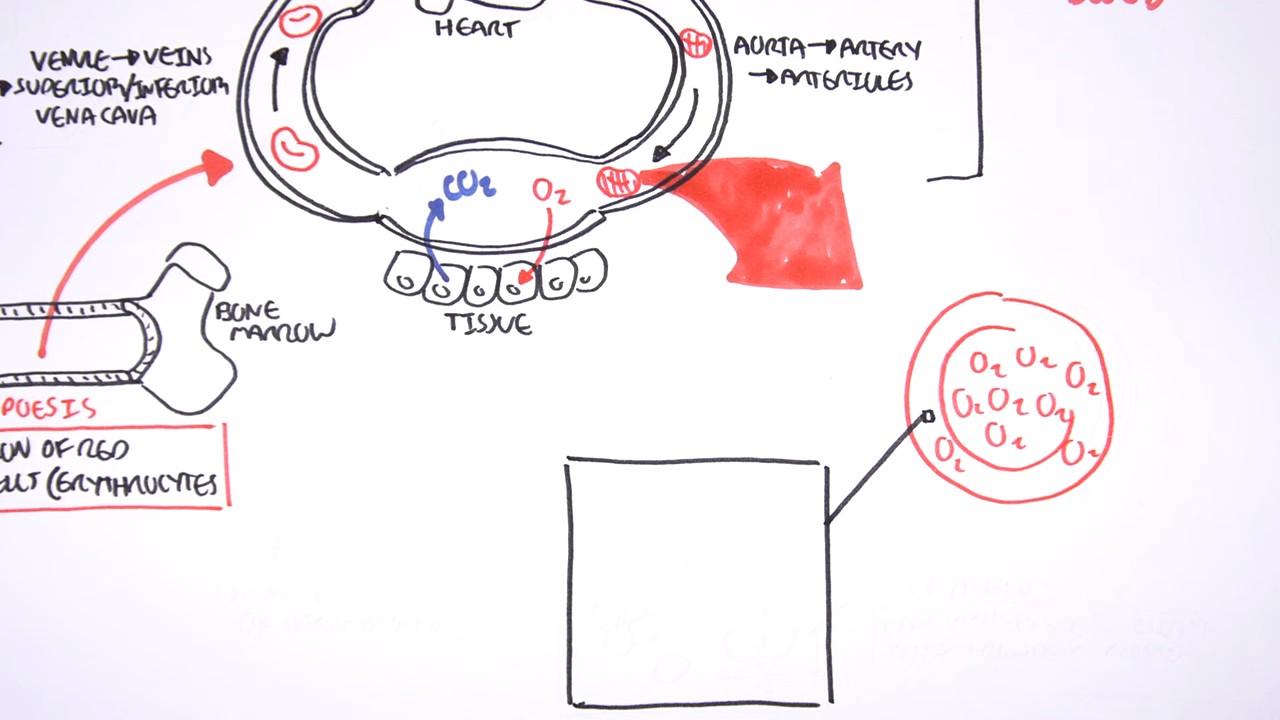 HEART
VENULE→VEINS
→SUPERIOR/INFERIOR
VENA CAVA
AORTA→ARTERY
→ARTERIOLES
CO2
O2
TISSUE
BONE
MARROW
POESIS
ON OF RED
(ERYTHROCYTES
O2 O2 O2
O2 O2 O2
O2
O2 O2